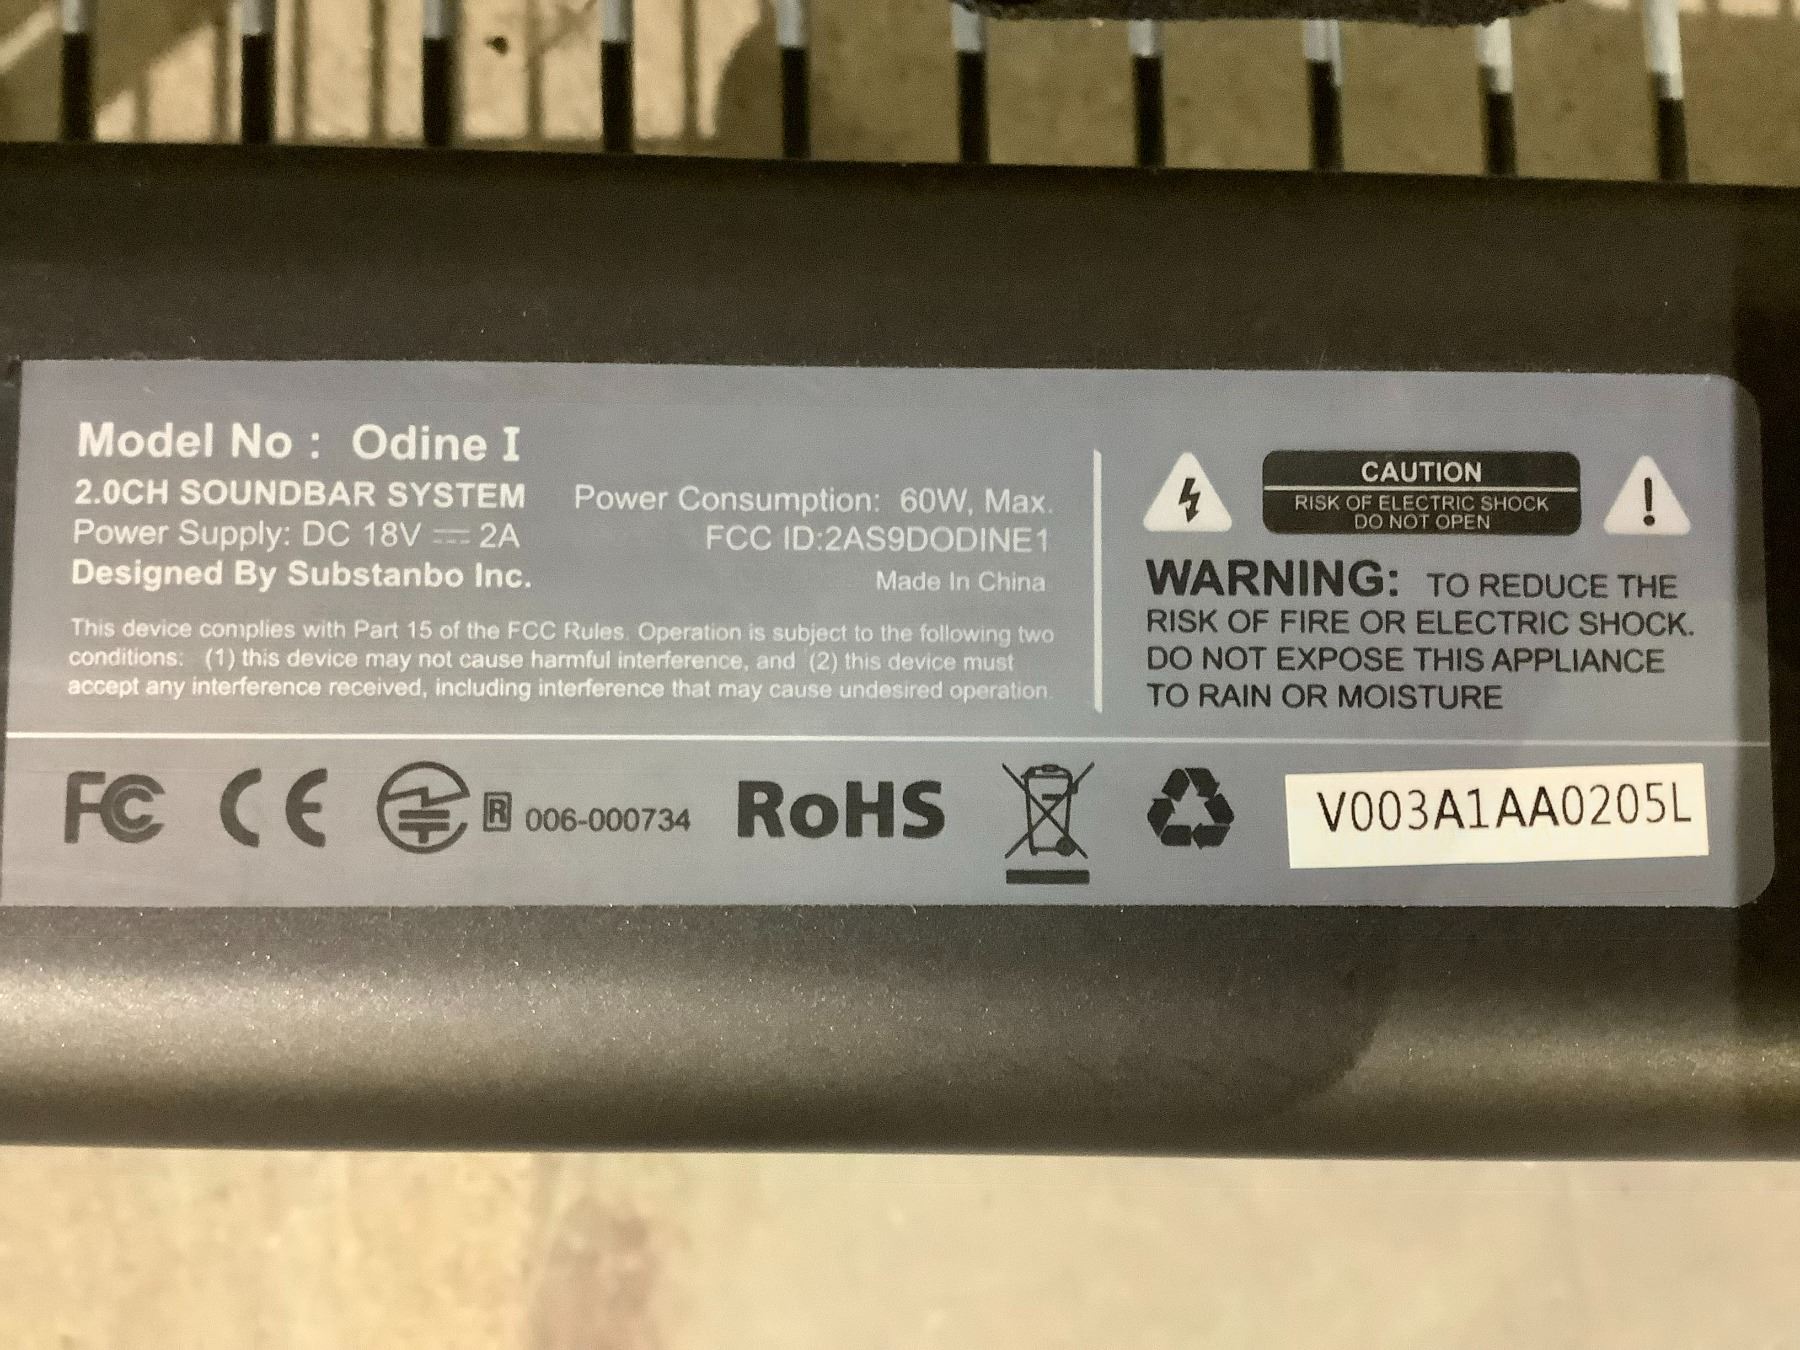 Model No : Odine I
2.0CH SOUNDBAR SYSTEM
Power Supply: DC 18V ⎓ 2A
Designed By Substanbo Inc.
Power Consumption: 60W, Max.
FCC ID:2AS9DODINE1
Made In China
This device complies with Part 15 of the FCC Rules. Operation is subject to the following two
conditions: (1) this device may not cause harmful interference, and (2) this device must
accept any interference received, including interference that may cause undesired operation.
CAUTION
RISK OF ELECTRIC SHOCK
DO NOT OPEN
WARNING: TO REDUCE THE
RISK OF FIRE OR ELECTRIC SHOCK.
DO NOT EXPOSE THIS APPLIANCE
TO RAIN OR MOISTURE
FC CE R 006-000734 RoHS
V003A1AA0205L